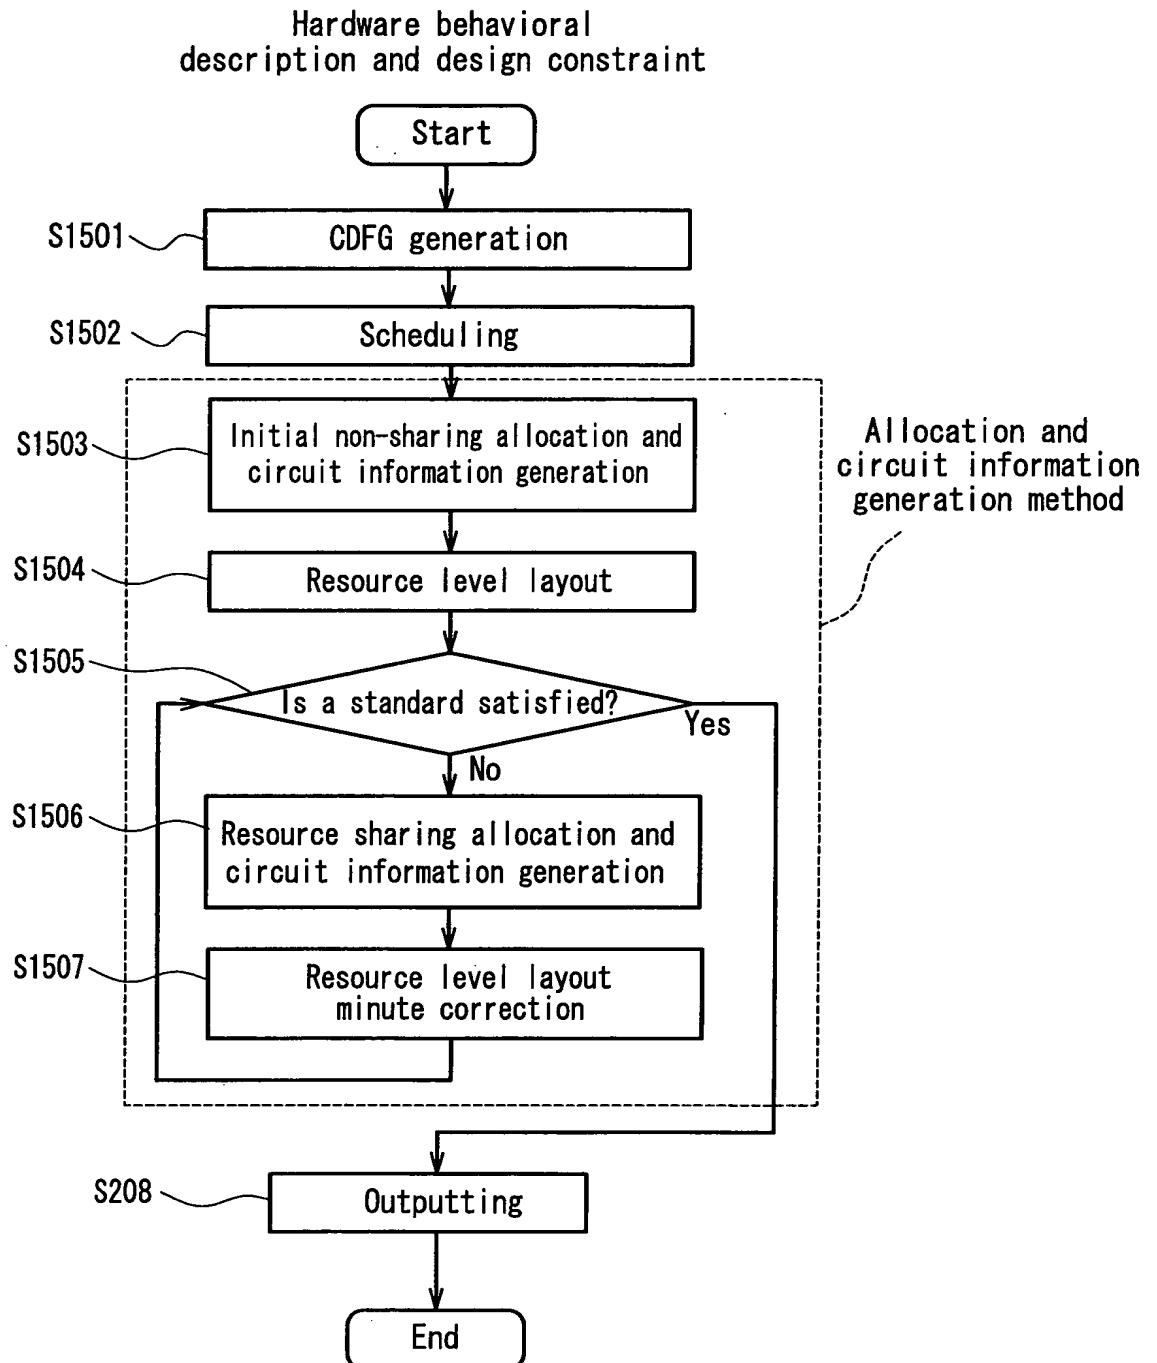 Hardware behavioral
description and design constraint
Start
S1501
CDFG generation
S1502
Scheduling
S1503
Initial non-sharing allocation and
circuit information generation
Allocation and
circuit information
generation method
S1504
Resource level layout
S1505
Is a standard satisfied?
Yes
No
S1506
Resource sharing allocation and
circuit information generation
S1507
Resource level layout
minute correction
S208
Outputting
End